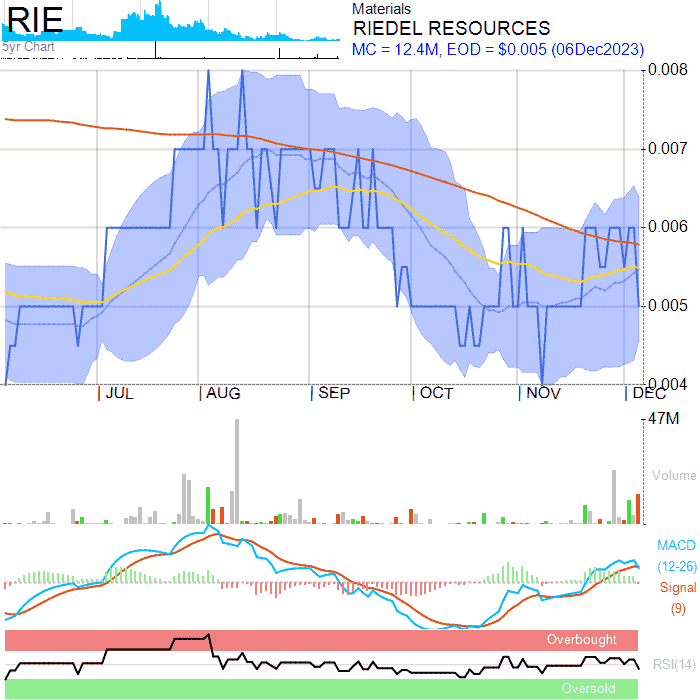 RIE
5yr Chart
Materials
RIEDEL RESOURCES
MC = 12.4M, EOD = $0.005 (06Dec2023)
0.008
0.007
0.006
0.005
0.004
JUL
AUG
SEP
OCT
NOV
DEC
47M
Volume
MACD
(12-26)
Signal
(9)
Overbought
RSI(14)
Oversold